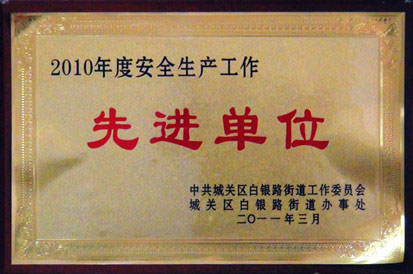 2010年度安全生产工作
先进单位
中共城关区白银路街道工作委员会
城关区白银路街道办事处
二〇一一年三月